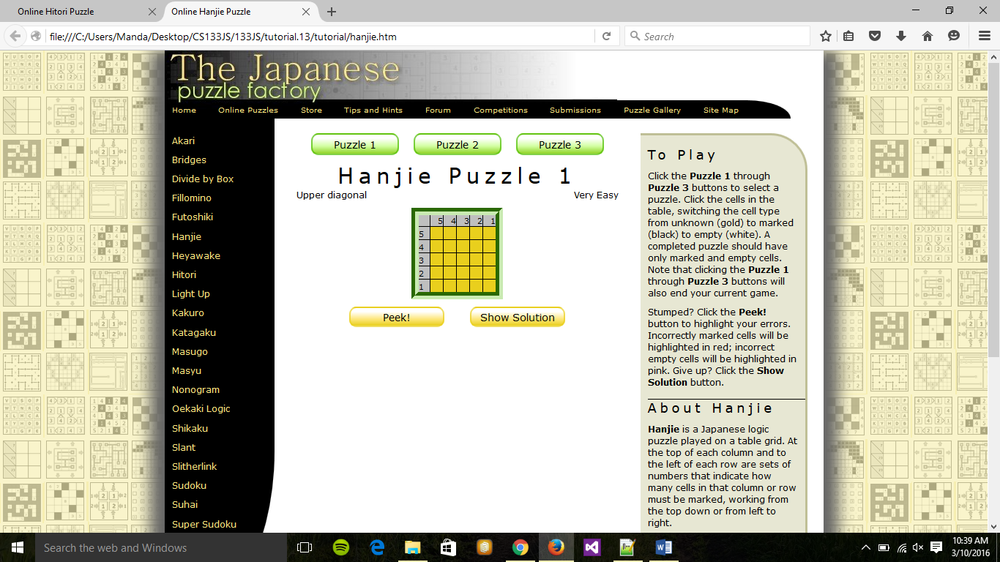 Online Hitori Puzzle
Online Hanjie Puzzle
file:///C:/Users/Manda/Desktop/CS133JS/133JS/tutorial.13/tutorial/hanjie.htm
Search
The Japanese
puzzle factory
Home Online Puzzles Store Tips and Hints Forum Competitions Submissions Puzzle Gallery Site Map
Akari
Bridges
Divide by Box
Fillomino
Futoshiki
Hanjie
Heyawake
Hitori
Light Up
Kakuro
Katagaku
Masugo
Masyu
Nonogram
Oekaki Logic
Shikaku
Slant
Slitherlink
Sudoku
Suhai
Super Sudoku
Puzzle 1 Puzzle 2 Puzzle 3
Hanjie Puzzle 1
Upper diagonal Very Easy
5 4 3 2 1
5
4
3
2
1
Peek! Show Solution
To Play
Click the Puzzle 1 through
Puzzle 3 buttons to select a
puzzle. Click the cells in the
table, switching the cell type
from unknown (gold) to marked
(black) to empty (white). A
completed puzzle should have
only marked and empty cells.
Note that clicking the Puzzle 1
through Puzzle 3 buttons will
also end your current game.
Stumped? Click the Peek!
button to highlight your errors.
Incorrectly marked cells will be
highlighted in red; incorrect
empty cells will be highlighted in
pink. Give up? Click the Show
Solution button.
About Hanjie
Hanjie is a Japanese logic
puzzle played on a table grid. At
the top of each column and to
the left of each row are sets of
numbers that indicate how
many cells in that column or row
must be marked, working from
the top down or from left to
right.
Search the web and Windows
10:39 AM
3/10/2016